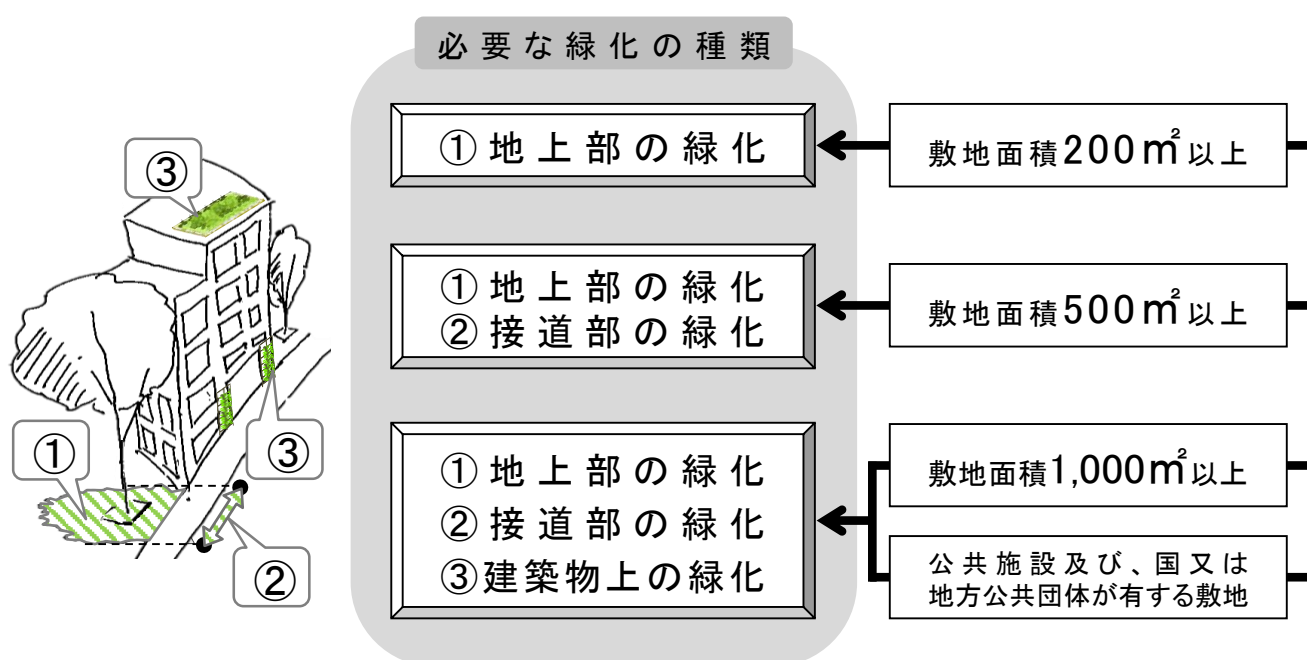 必要な緑化の種類
①地上部の緑化
敷地面積200㎡以上
①地上部の緑化
②接道部の緑化
敷地面積500㎡以上
①地上部の緑化
②接道部の緑化
③建築物上の緑化
敷地面積1,000㎡以上
公共施設及び、国又は
地方公共団体が有する敷地
③
①
③
②